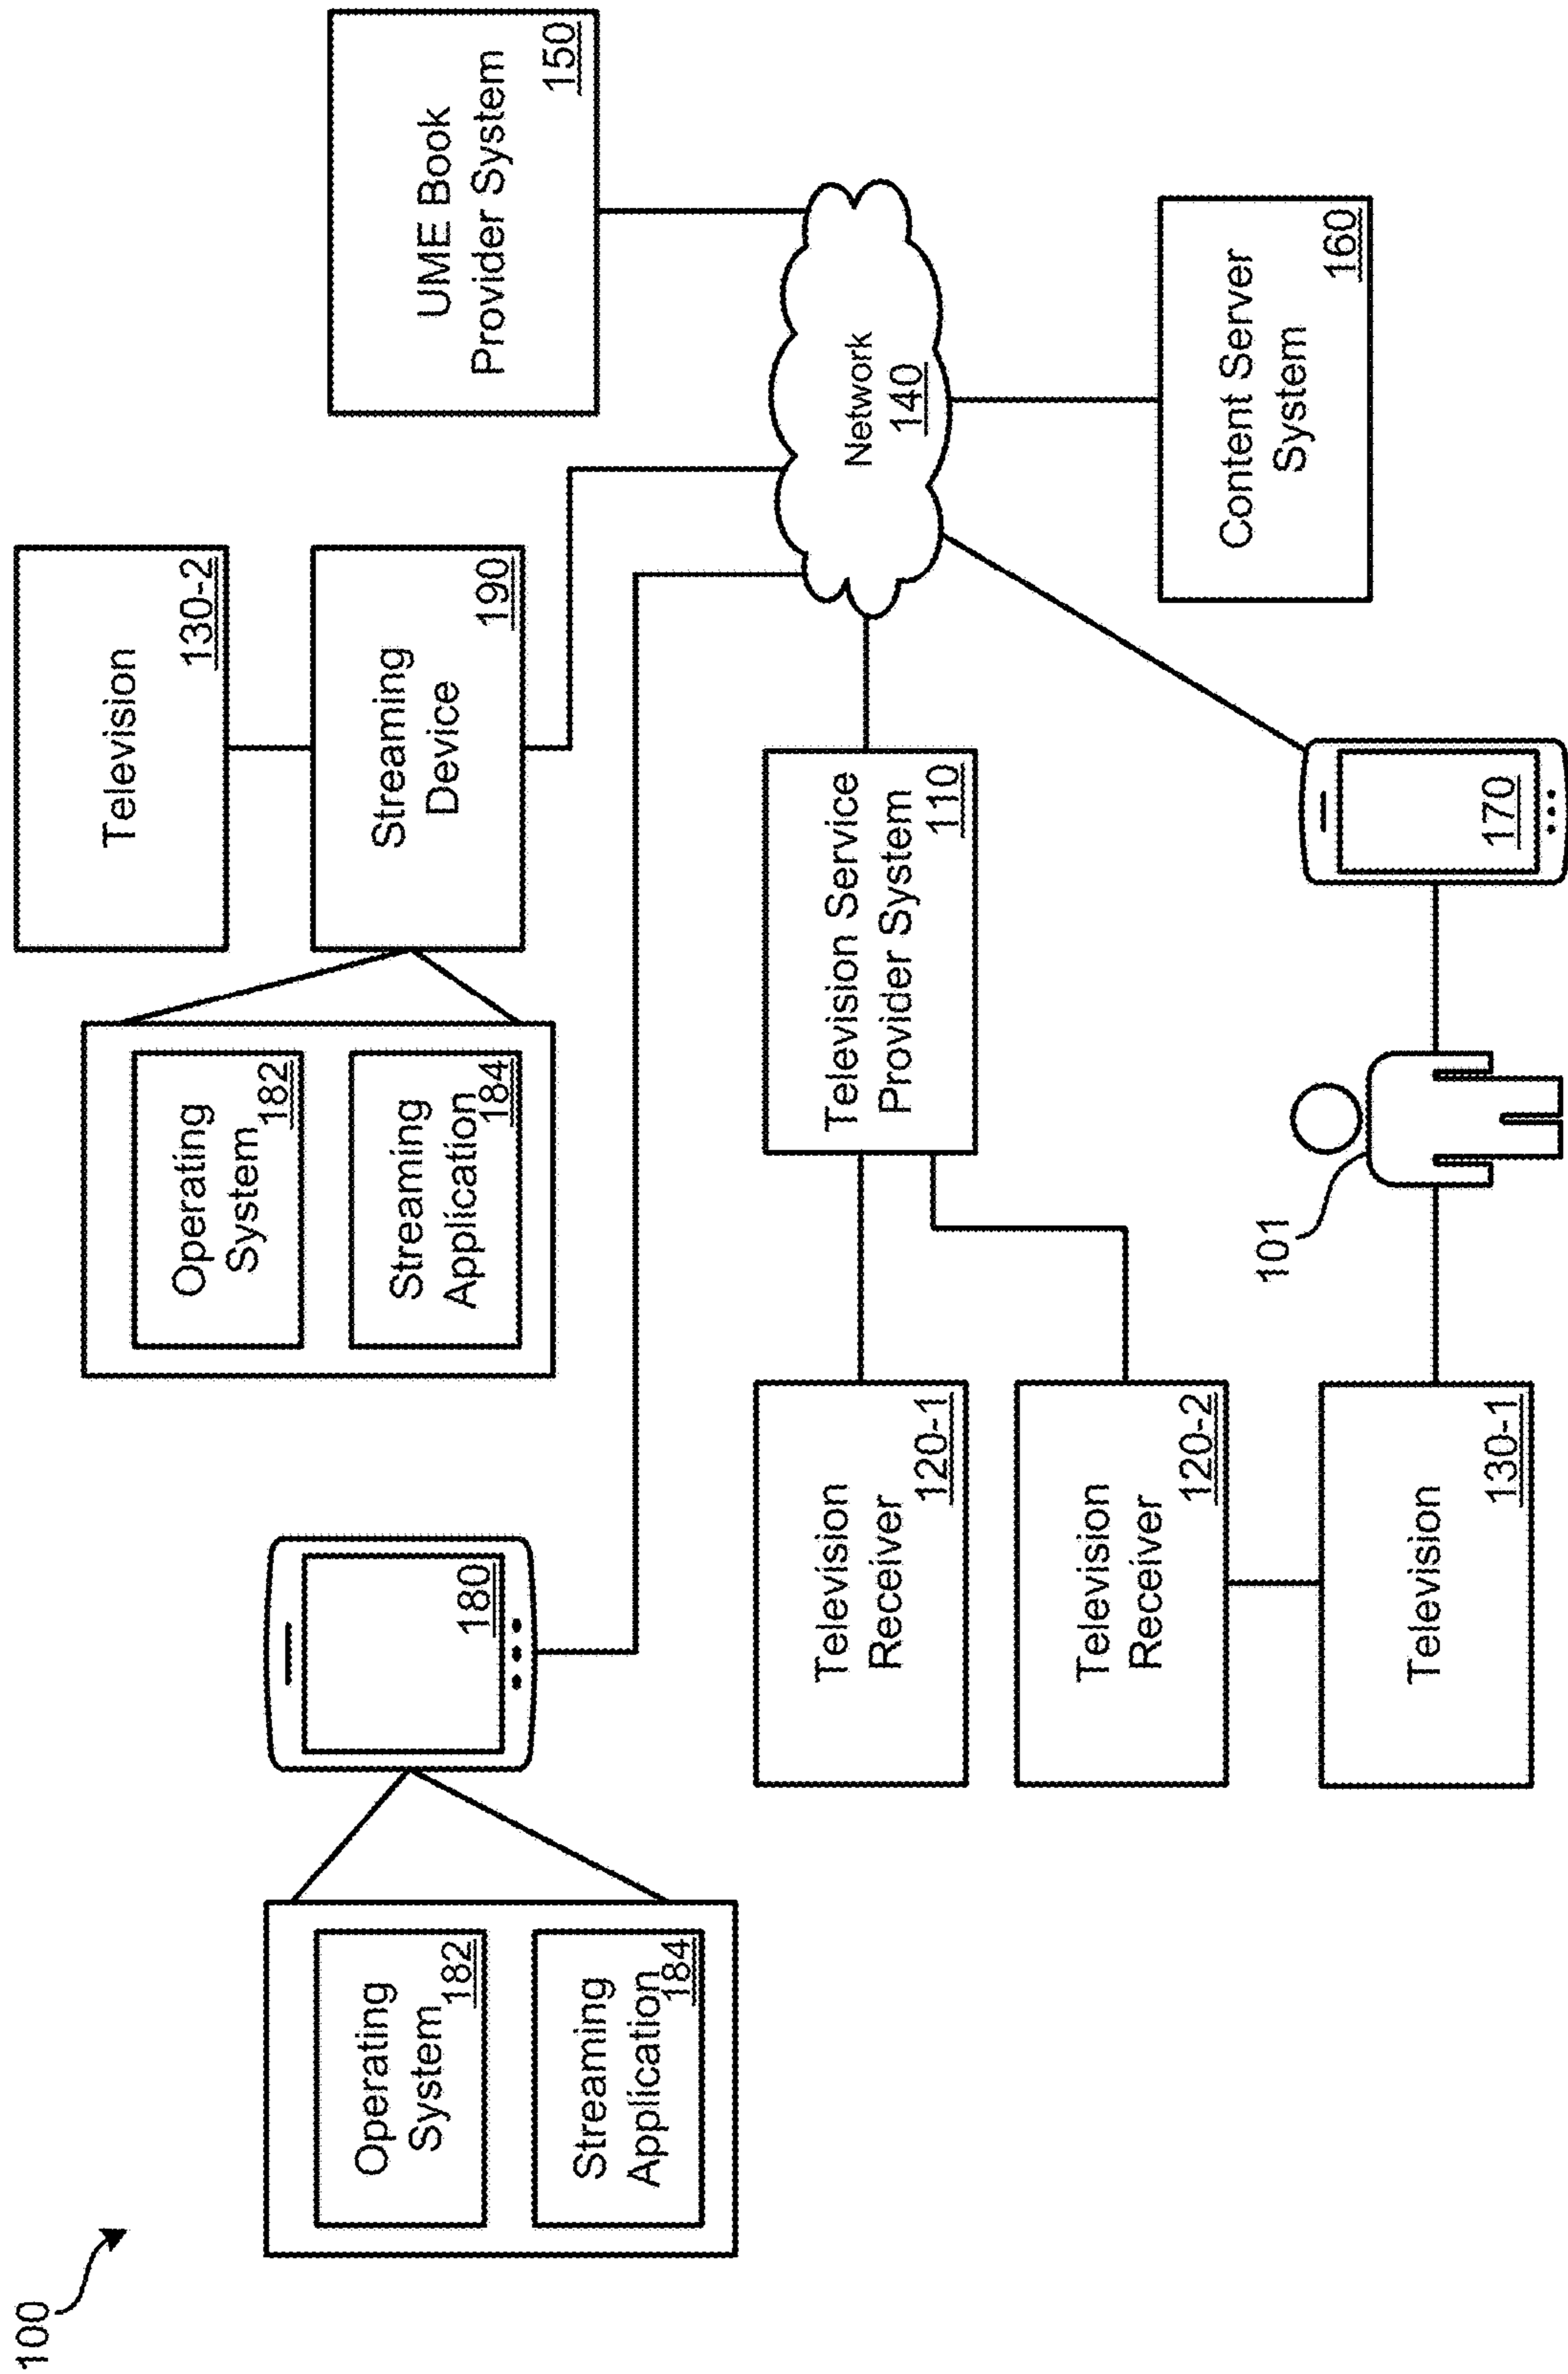 100
Operating
System
182
Streaming
Application
184
180
Operating
System
182
Streaming
Application
184
Television
130-2
Streaming
Device
190
UME Book
Provider System
150
Television
Receiver
120-1
Television Service
Provider System
110
Network
140
Television
Receiver
120-2
Content Server
System
160
Television
130-1
101
170